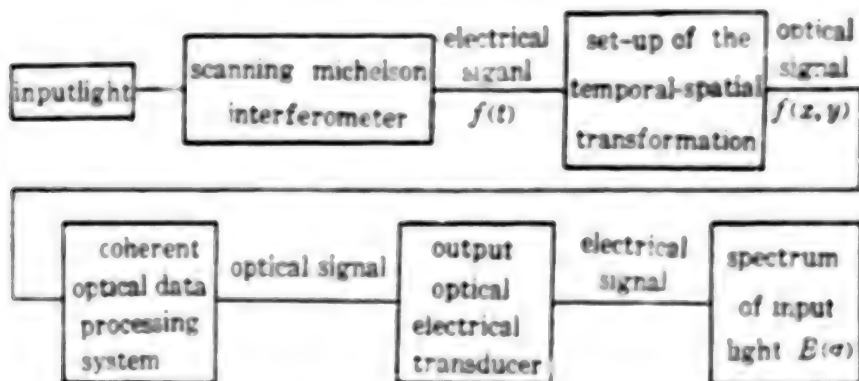 inputlight
scanning michelson
interferometer
electrical
siganl
f(t)
set-up of the
temporal-spatial
transformation
optical
signal
f(x, y)
coherent
optical data
processing
system
optical signal
output
optical
electrical
transducer
electrical
signal
spectrum
of input
light E(σ)